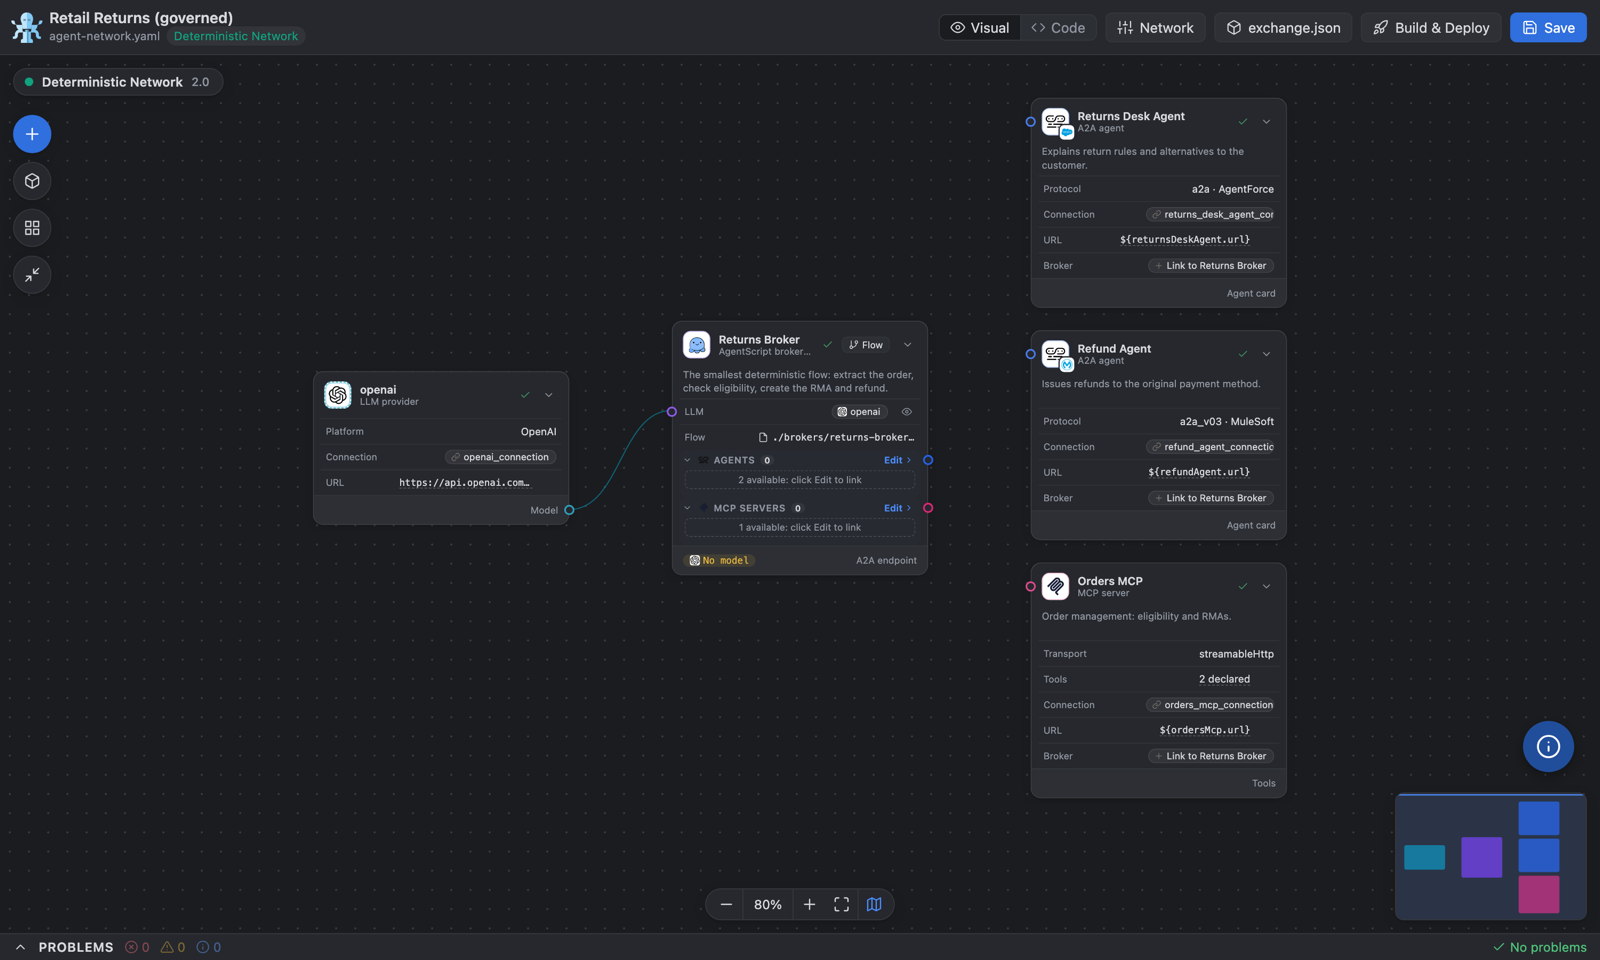 Retail Returns (governed)
agent-network.yaml Deterministic Network
Visual Code Network exchange.json Build & Deploy Save
Deterministic Network 2.0
openai
LLM provider
Platform OpenAI
Connection openai_connection
URL https://api.openai.com…
Model
Returns Broker
AgentScript broker…
Flow
The smallest deterministic flow: extract the order,
check eligibility, create the RMA and refund.
LLM openai
Flow ./brokers/returns-broker…
AGENTS 0 Edit
2 available: click Edit to link
MCP SERVERS 0 Edit
1 available: click Edit to link
No model A2A endpoint
Returns Desk Agent
A2A agent
Explains return rules and alternatives to the
customer.
Protocol a2a · AgentForce
Connection returns_desk_agent_cor
URL ${returnsDeskAgent.url}
Broker + Link to Returns Broker
Agent card
Refund Agent
A2A agent
Issues refunds to the original payment method.
Protocol a2a_v03 · MuleSoft
Connection refund_agent_connectio
URL ${refundAgent.url}
Broker + Link to Returns Broker
Agent card
Orders MCP
MCP server
Order management: eligibility and RMAs.
Transport streamableHttp
Tools 2 declared
Connection orders_mcp_connection
URL ${ordersMcp.url}
Broker + Link to Returns Broker
Tools
80%
PROBLEMS 0 0 0
No problems